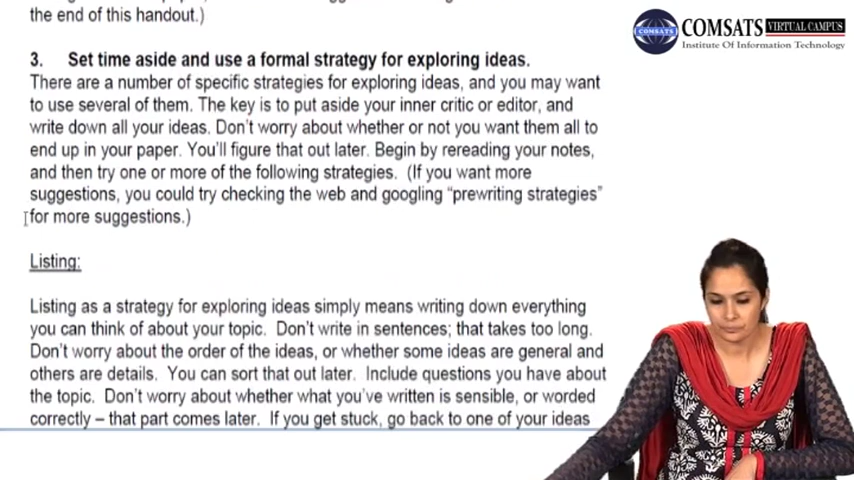 the end of this handout.)
COMSATS VIRTUAL CAMPUS
Institute Of Information Technology
3. Set time aside and use a formal strategy for exploring ideas.
There are a number of specific strategies for exploring ideas, and you may want
to use several of them. The key is to put aside your inner critic or editor, and
write down all your ideas. Don't worry about whether or not you want them all to
end up in your paper. You'll figure that out later. Begin by rereading your notes,
and then try one or more of the following strategies. (If you want more
suggestions, you could try checking the web and googling "prewriting strategies"
for more suggestions.)
Listing:
Listing as a strategy for exploring ideas simply means writing down everything
you can think of about your topic. Don't write in sentences; that takes too long.
Don't worry about the order of the ideas, or whether some ideas are general and
others are details. You can sort that out later. Include questions you have about
the topic. Don't worry about whether what you've written is sensible, or worded
correctly – that part comes later. If you get stuck, go back to one of your ideas